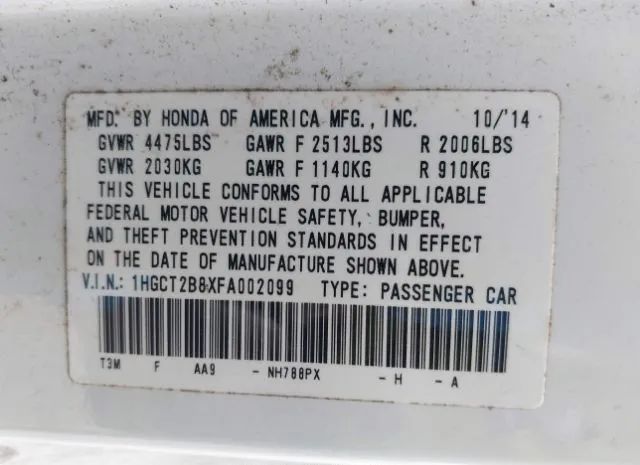 MFD. BY HONDA OF AMERICA MFG., INC. 10/'14
GVWR 4475LBS GAWR F 2513LBS R 2006LBS
GVWR 2030KG GAWR F 1140KG R 910KG
THIS VEHICLE CONFORMS TO ALL APPLICABLE
FEDERAL MOTOR VEHICLE SAFETY, BUMPER,
AND THEFT PREVENTION STANDARDS IN EFFECT
ON THE DATE OF MANUFACTURE SHOWN ABOVE.
V.I.N.: 1HGCT2B8XFA002099 TYPE: PASSENGER CAR
T3M F AA9 - NH788PX - H - A